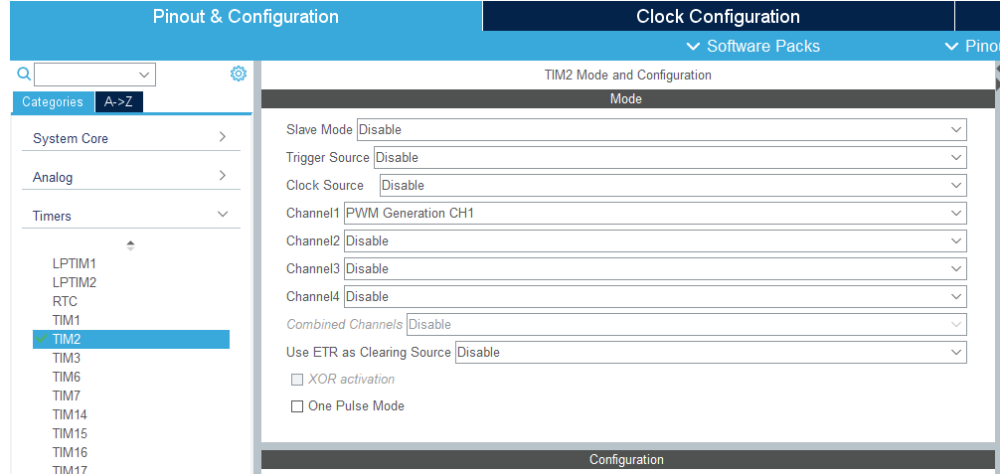 Pinout & Configuration
Clock Configuration
Software Packs
Pino
Categories
A->Z
System Core
Analog
Timers
LPTIM1
LPTIM2
RTC
TIM1
TIM2
TIM3
TIM6
TIM7
TIM14
TIM15
TIM16
TIM17
TIM2 Mode and Configuration
Mode
Slave Mode Disable
Trigger Source Disable
Clock Source Disable
Channel1 PWM Generation CH1
Channel2 Disable
Channel3 Disable
Channel4 Disable
Combined Channels Disable
Use ETR as Clearing Source Disable
XOR activation
One Pulse Mode
Configuration